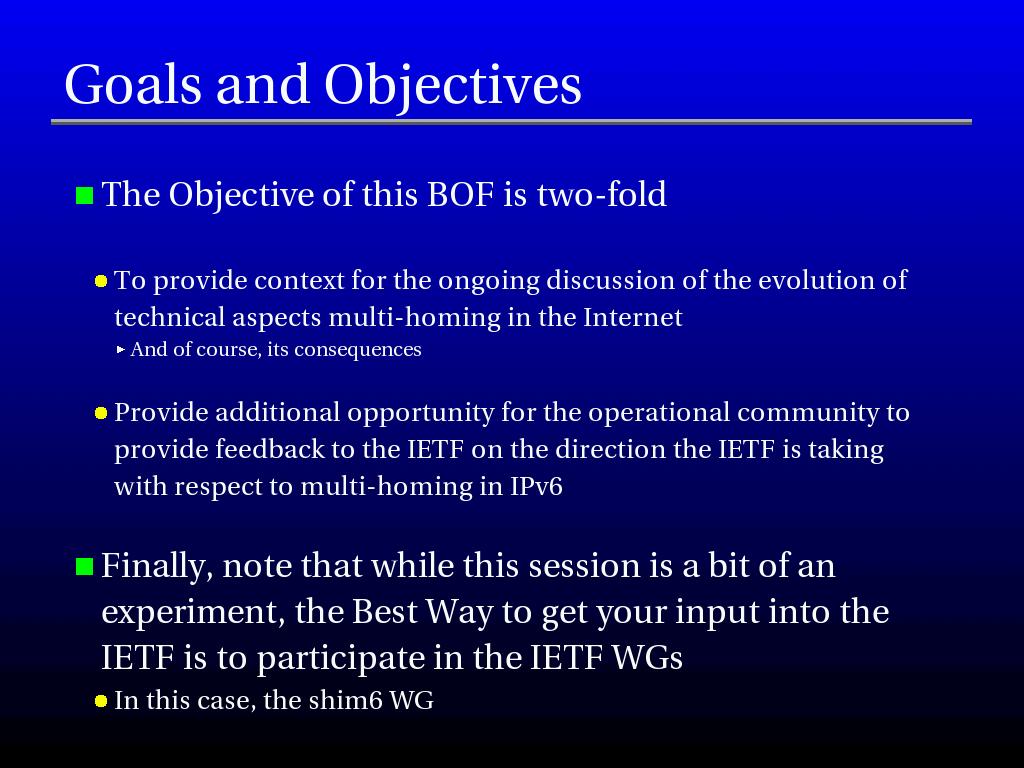 Goals and Objectives
The Objective of this BOF is two-fold
To provide context for the ongoing discussion of the evolution of
technical aspects multi-homing in the Internet
And of course, its consequences
Provide additional opportunity for the operational community to
provide feedback to the IETF on the direction the IETF is taking
with respect to multi-homing in IPv6
Finally, note that while this session is a bit of an
experiment, the Best Way to get your input into the
IETF is to participate in the IETF WGs
In this case, the shim6 WG